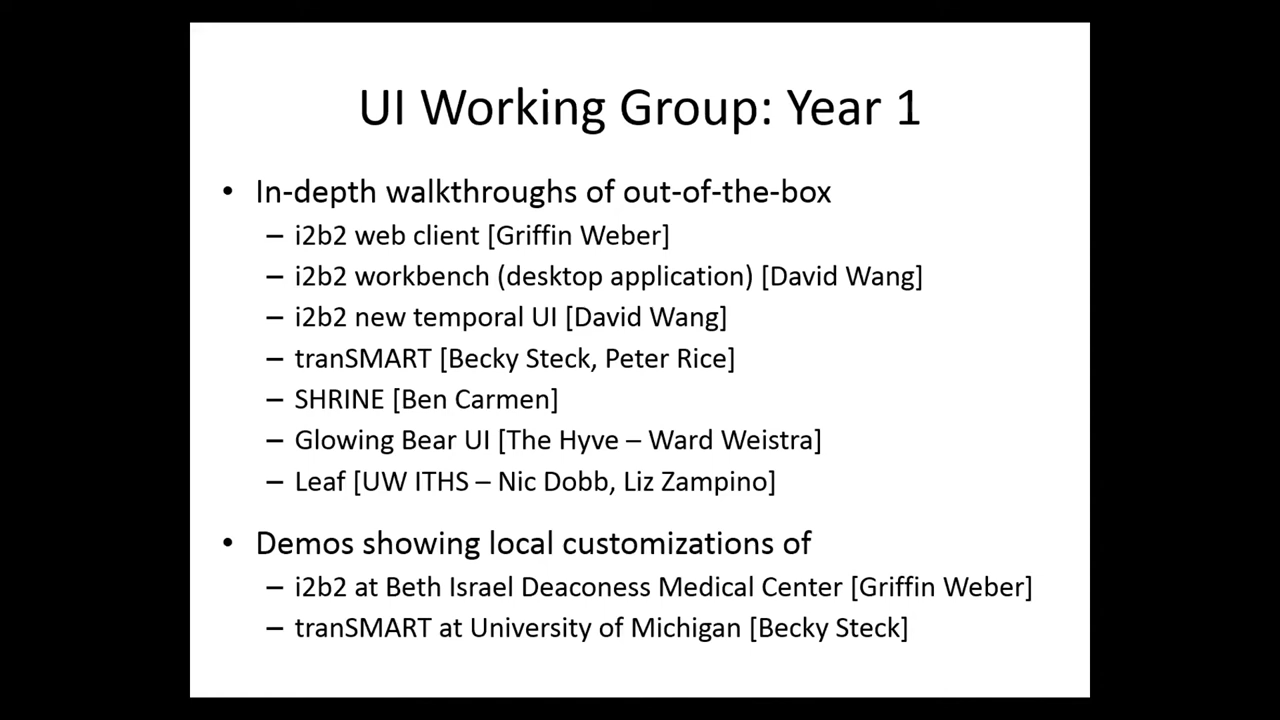 UI Working Group: Year 1
• In-depth walkthroughs of out-of-the-box
– i2b2 web client [Griffin Weber]
– i2b2 workbench (desktop application) [David Wang]
– i2b2 new temporal UI [David Wang]
– tranSMART [Becky Steck, Peter Rice]
– SHRINE [Ben Carmen]
– Glowing Bear UI [The Hyve – Ward Weistra]
– Leaf [UW ITHS – Nic Dobb, Liz Zampino]
• Demos showing local customizations of
– i2b2 at Beth Israel Deaconess Medical Center [Griffin Weber]
– tranSMART at University of Michigan [Becky Steck]